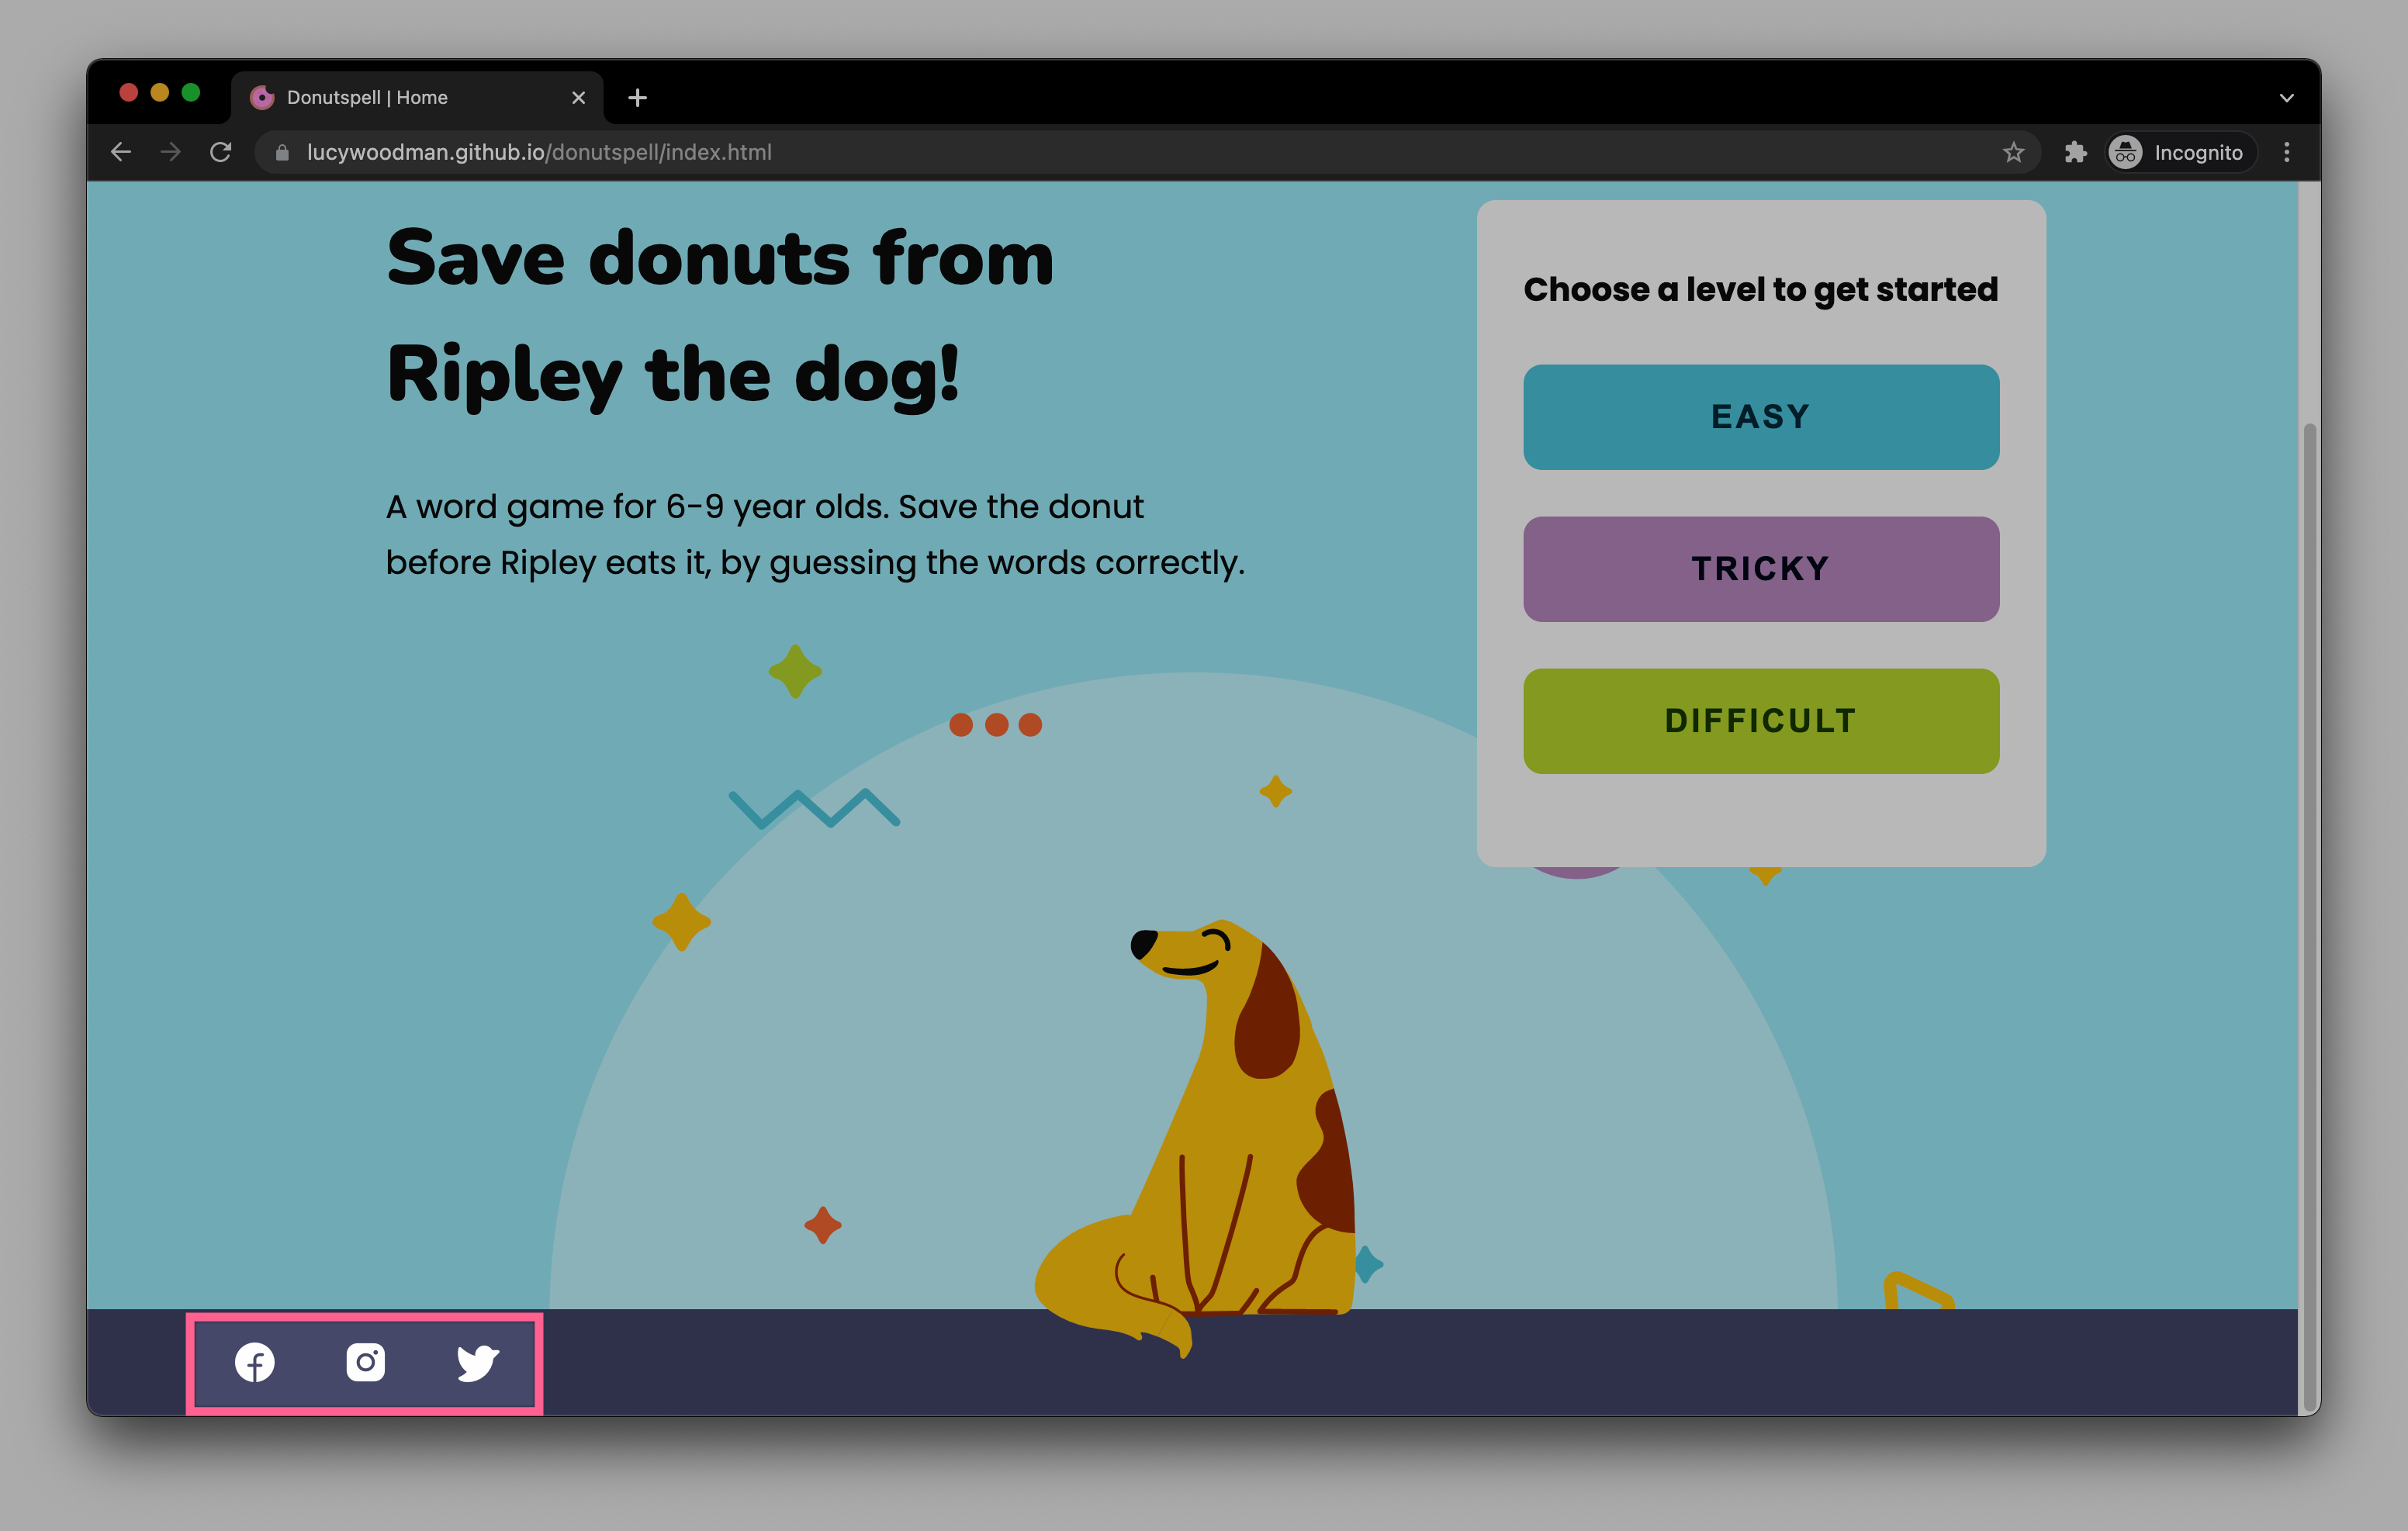 Donutspell | Home
lucywoodman.github.io/donutspell/index.html
Incognito
Save donuts from
Ripley the dog!
A word game for 6-9 year olds. Save the donut
before Ripley eats it, by guessing the words correctly.
Choose a level to get started
EASY
TRICKY
DIFFICULT